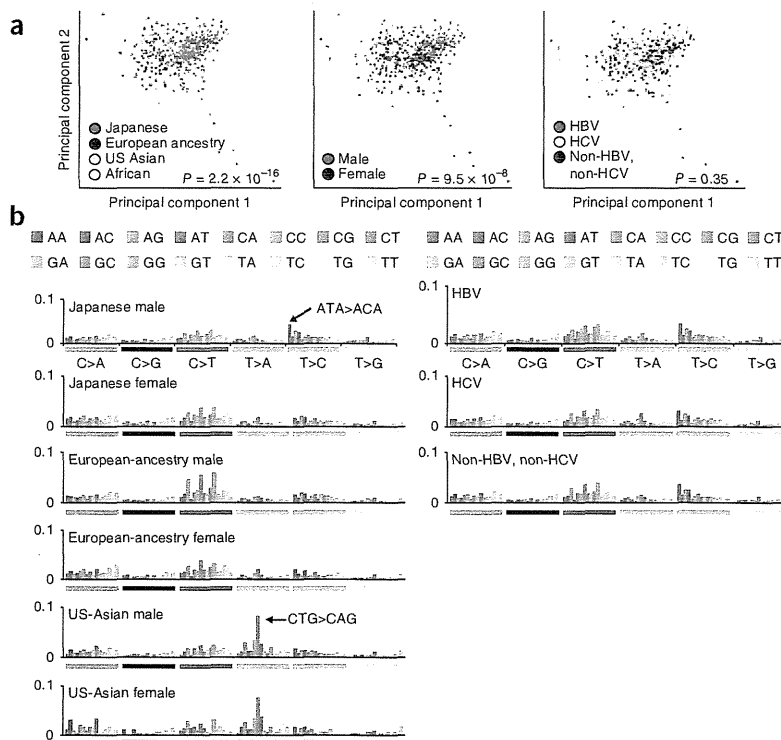 a
Principal component 2
Japanese
European ancestry
US Asian
African
P = 2.2 × 10⁻¹⁶
Principal component 1
Male
Female
P = 9.5 × 10⁻⁸
Principal component 1
HBV
HCV
Non-HBV,
non-HCV
P = 0.35
Principal component 1
b
AA AC AG AT CA CC CG CT
GA GC GG GT TA TC TG TT
AA AC AG AT CA CC CG CT
GA GC GG GT TA TC TG TT
0.1
Japanese male
ATA>ACA
0
C>A C>G C>T T>A T>C T>G
0.1
Japanese female
0
0.1
European-ancestry male
0
0.1
European-ancestry female
0
0.1
US-Asian male
CTG>CAG
0
0.1
US-Asian female
0
0.1
HBV
0
C>A C>G C>T T>A T>C T>G
0.1
HCV
0
0.1
Non-HBV, non-HCV
0